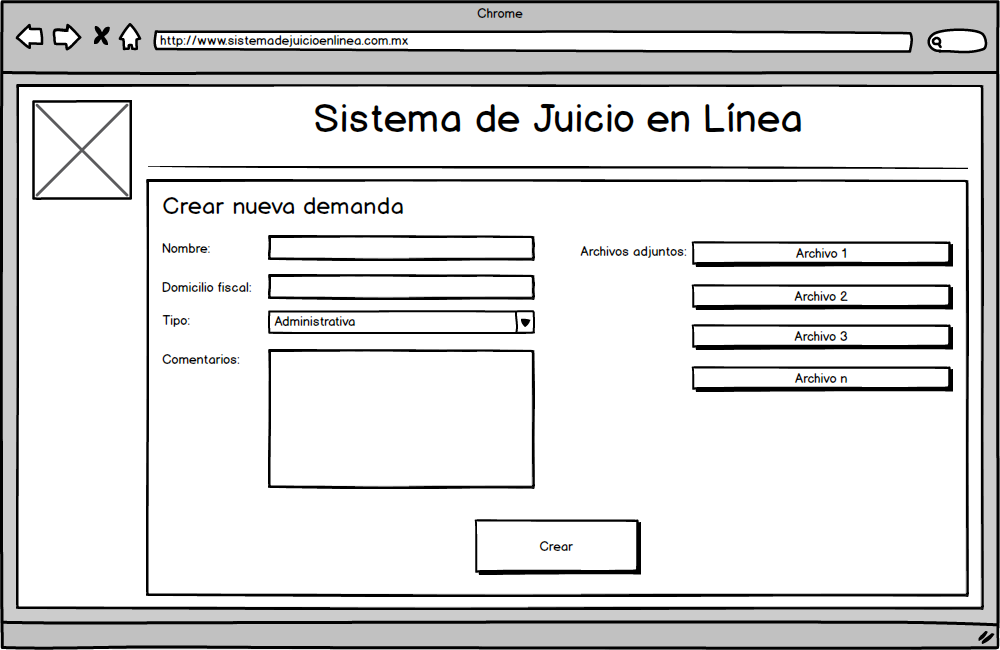 Chrome
http://www.sistemadejuicioenlinea.com.mx
Sistema de Juicio en Línea
Crear nueva demanda
Nombre:
Domicilio fiscal:
Tipo:
Administrativa
Comentarios:
Archivos adjuntos:
Archivo 1
Archivo 2
Archivo 3
Archivo n
Crear